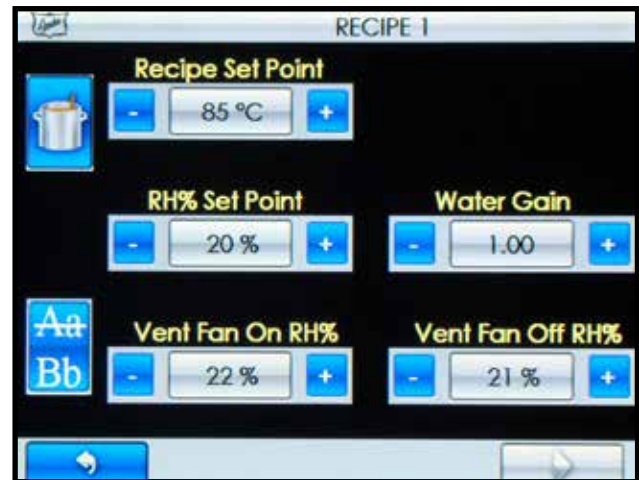 RECIPE 1
Recipe Set Point
- 85 °C +
RH% Set Point
Water Gain
- 20 % +
- 1.00 +
Aa
Bb
Vent Fan On RH%
Vent Fan Off RH%
- 22 % +
- 21 % +